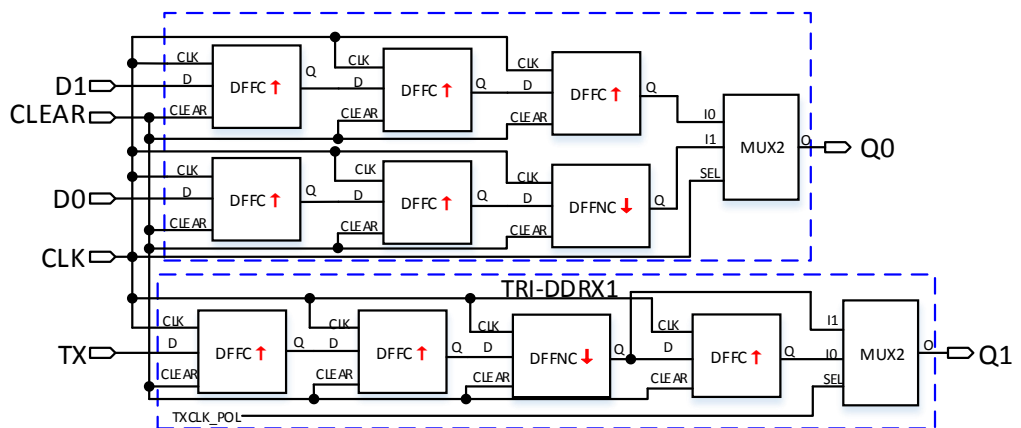 CLK
D
CLEAR
DFFC
Q
CLK
D
CLEAR
DFFC
Q
CLK
D
CLEAR
DFFC
Q
D1
CLEAR
D0
CLK
CLK
D
CLEAR
DFFC
Q
CLK
D
CLEAR
DFFC
Q
CLK
D
CLEAR
DFFNC
Q
I0
I1
SEL
MUX2
O
Q0
TRI-DDRX1
TX
CLK
D
CLEAR
DFFC
Q
CLK
D
CLEAR
DFFC
Q
CLK
D
CLEAR
DFFNC
Q
CLK
D
CLEAR
DFFC
Q
I1
I0
SEL
MUX2
O
Q1
TXCLK_POL